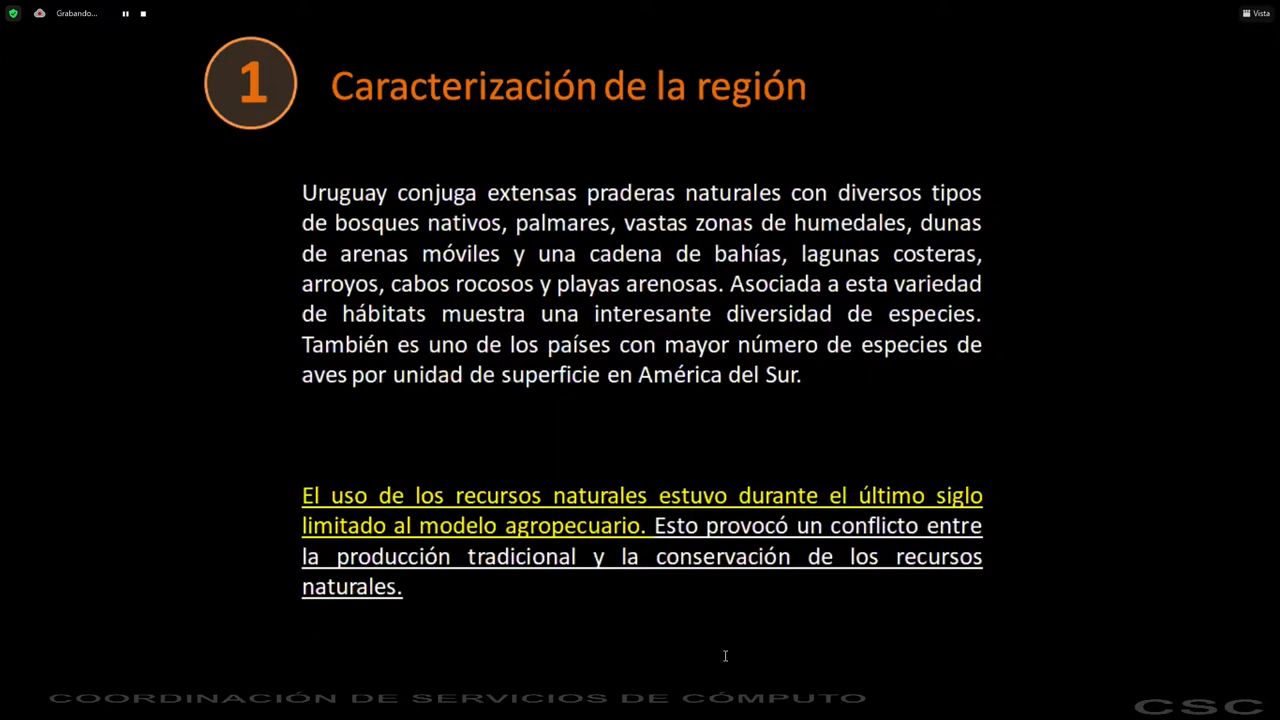 Grabando...
Vista
1
Caracterización de la región
Uruguay conjuga extensas praderas naturales con diversos tipos
de bosques nativos, palmares, vastas zonas de humedales, dunas
de arenas móviles y una cadena de bahías, lagunas costeras,
arroyos, cabos rocosos y playas arenosas. Asociada a esta variedad
de hábitats muestra una interesante diversidad de especies.
También es uno de los países con mayor número de especies de
aves por unidad de superficie en América del Sur.
El uso de los recursos naturales estuvo durante el último siglo
limitado al modelo agropecuario. Esto provocó un conflicto entre
la producción tradicional y la conservación de los recursos
naturales.
COORDINACIÓN DE SERVICIOS DE CÓMPUTO
CSC